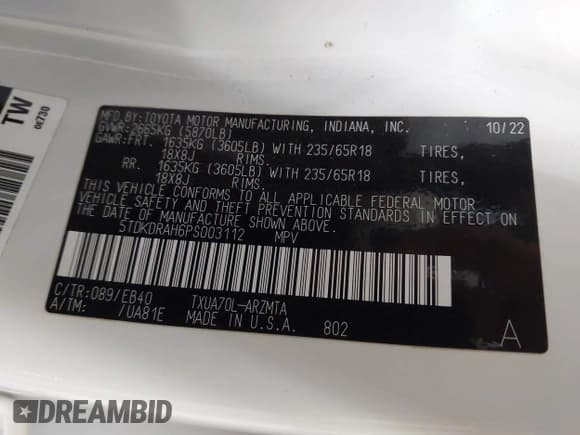 TW
0K730
MFD.BY:TOYOTA MOTOR MANUFACTURING, INDIANA, INC. 10/22
GVWR:2665KG (5870LB)
GAWR:FRT. 1635KG (3605LB) WITH 235/65R18 TIRES,
18X8J RIMS.
RR. 1635KG (3605LB) WITH 235/65R18 TIRES,
18X8J RIMS.
THIS VEHICLE CONFORMS TO ALL APPLICABLE FEDERAL MOTOR
VEHICLE SAFETY AND THEFT PREVENTION STANDARDS IN EFFECT ON
THE DATE OF MANUFACTURE SHOWN ABOVE.
5TDKDRAH6PS003112 MPV
C/TR:089/EB40 TXUA70L-ARZMTA
A/TM: /UA81E MADE IN U.S.A. 802 A
DREAMBID